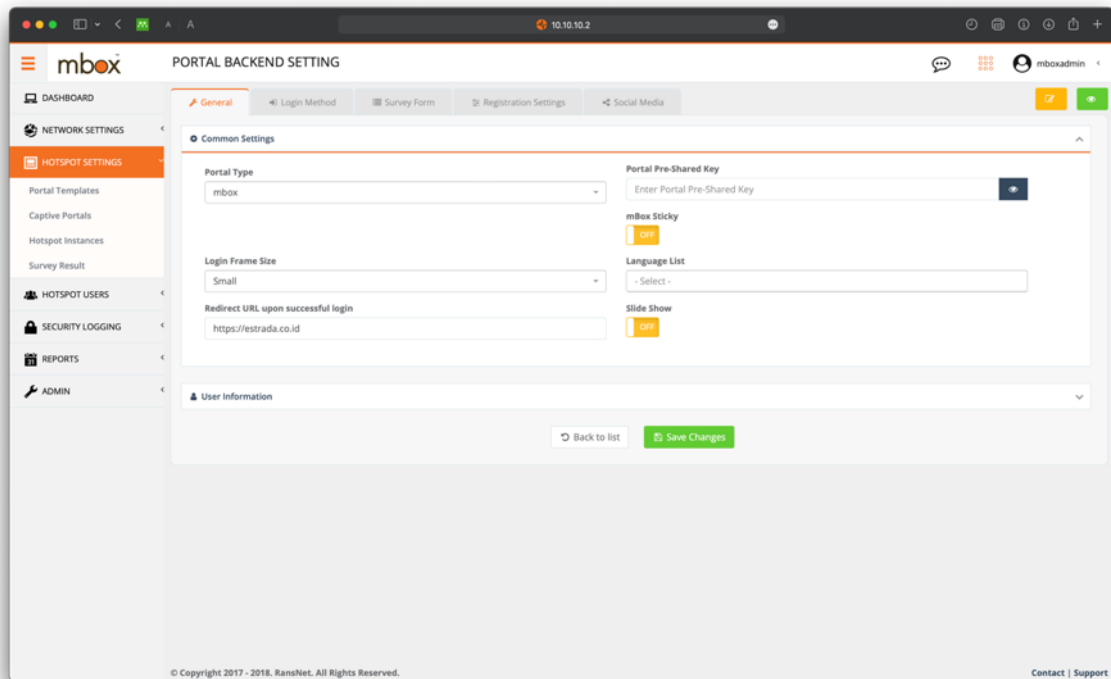 A A
10.10.10.2
mbox
PORTAL BACKEND SETTING
mboxadmin
DASHBOARD
NETWORK SETTINGS
HOTSPOT SETTINGS
Portal Templates
Captive Portals
Hotspot Instances
Survey Result
HOTSPOT USERS
SECURITY LOGGING
REPORTS
ADMIN
General
Login Method
Survey Form
Registration Settings
Social Media
Common Settings
Portal Type
mbox
Portal Pre-Shared Key
Enter Portal Pre-Shared Key
mBox Sticky
OFF
Login Frame Size
Small
Language List
- Select -
Redirect URL upon successful login
https://estrada.co.id
Slide Show
OFF
User Information
Back to list
Save Changes
© Copyright 2017 - 2018. RansNet. All Rights Reserved.
Contact | Support